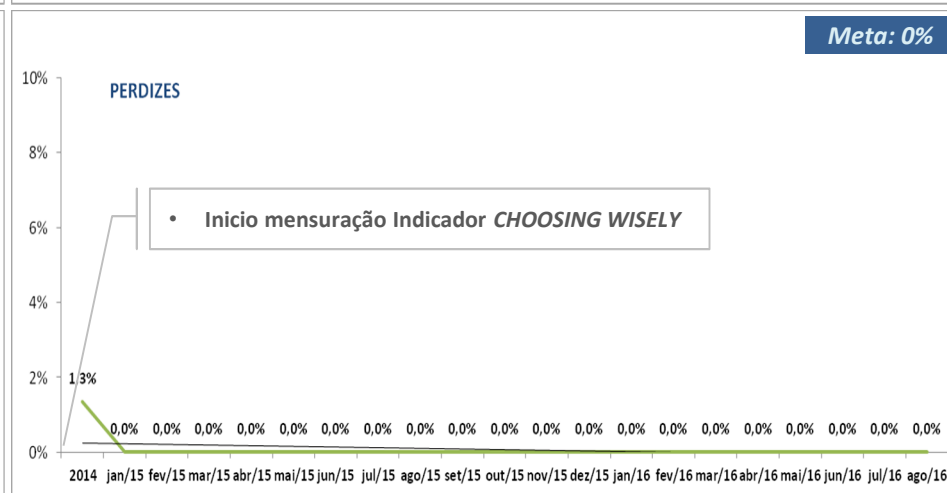 Meta: 0%
10%
PERDIZES
8%
• Inicio mensuração Indicador CHOOSING WISELY
6%
4%
2%
1,3%
0,0% 0,0% 0,0% 0,0% 0,0% 0,0% 0,0% 0,0% 0,0% 0,0% 0,0% 0,0% 0,0% 0,0% 0,0% 0,0% 0,0% 0,0% 0,0% 0,0%
0%
2014 jan/15 fev/15 mar/15 abr/15 mai/15 jun/15 jul/15 ago/15 set/15 out/15 nov/15 dez/15 jan/16 fev/16 mar/16 abr/16 mai/16 jun/16 jul/16 ago/16